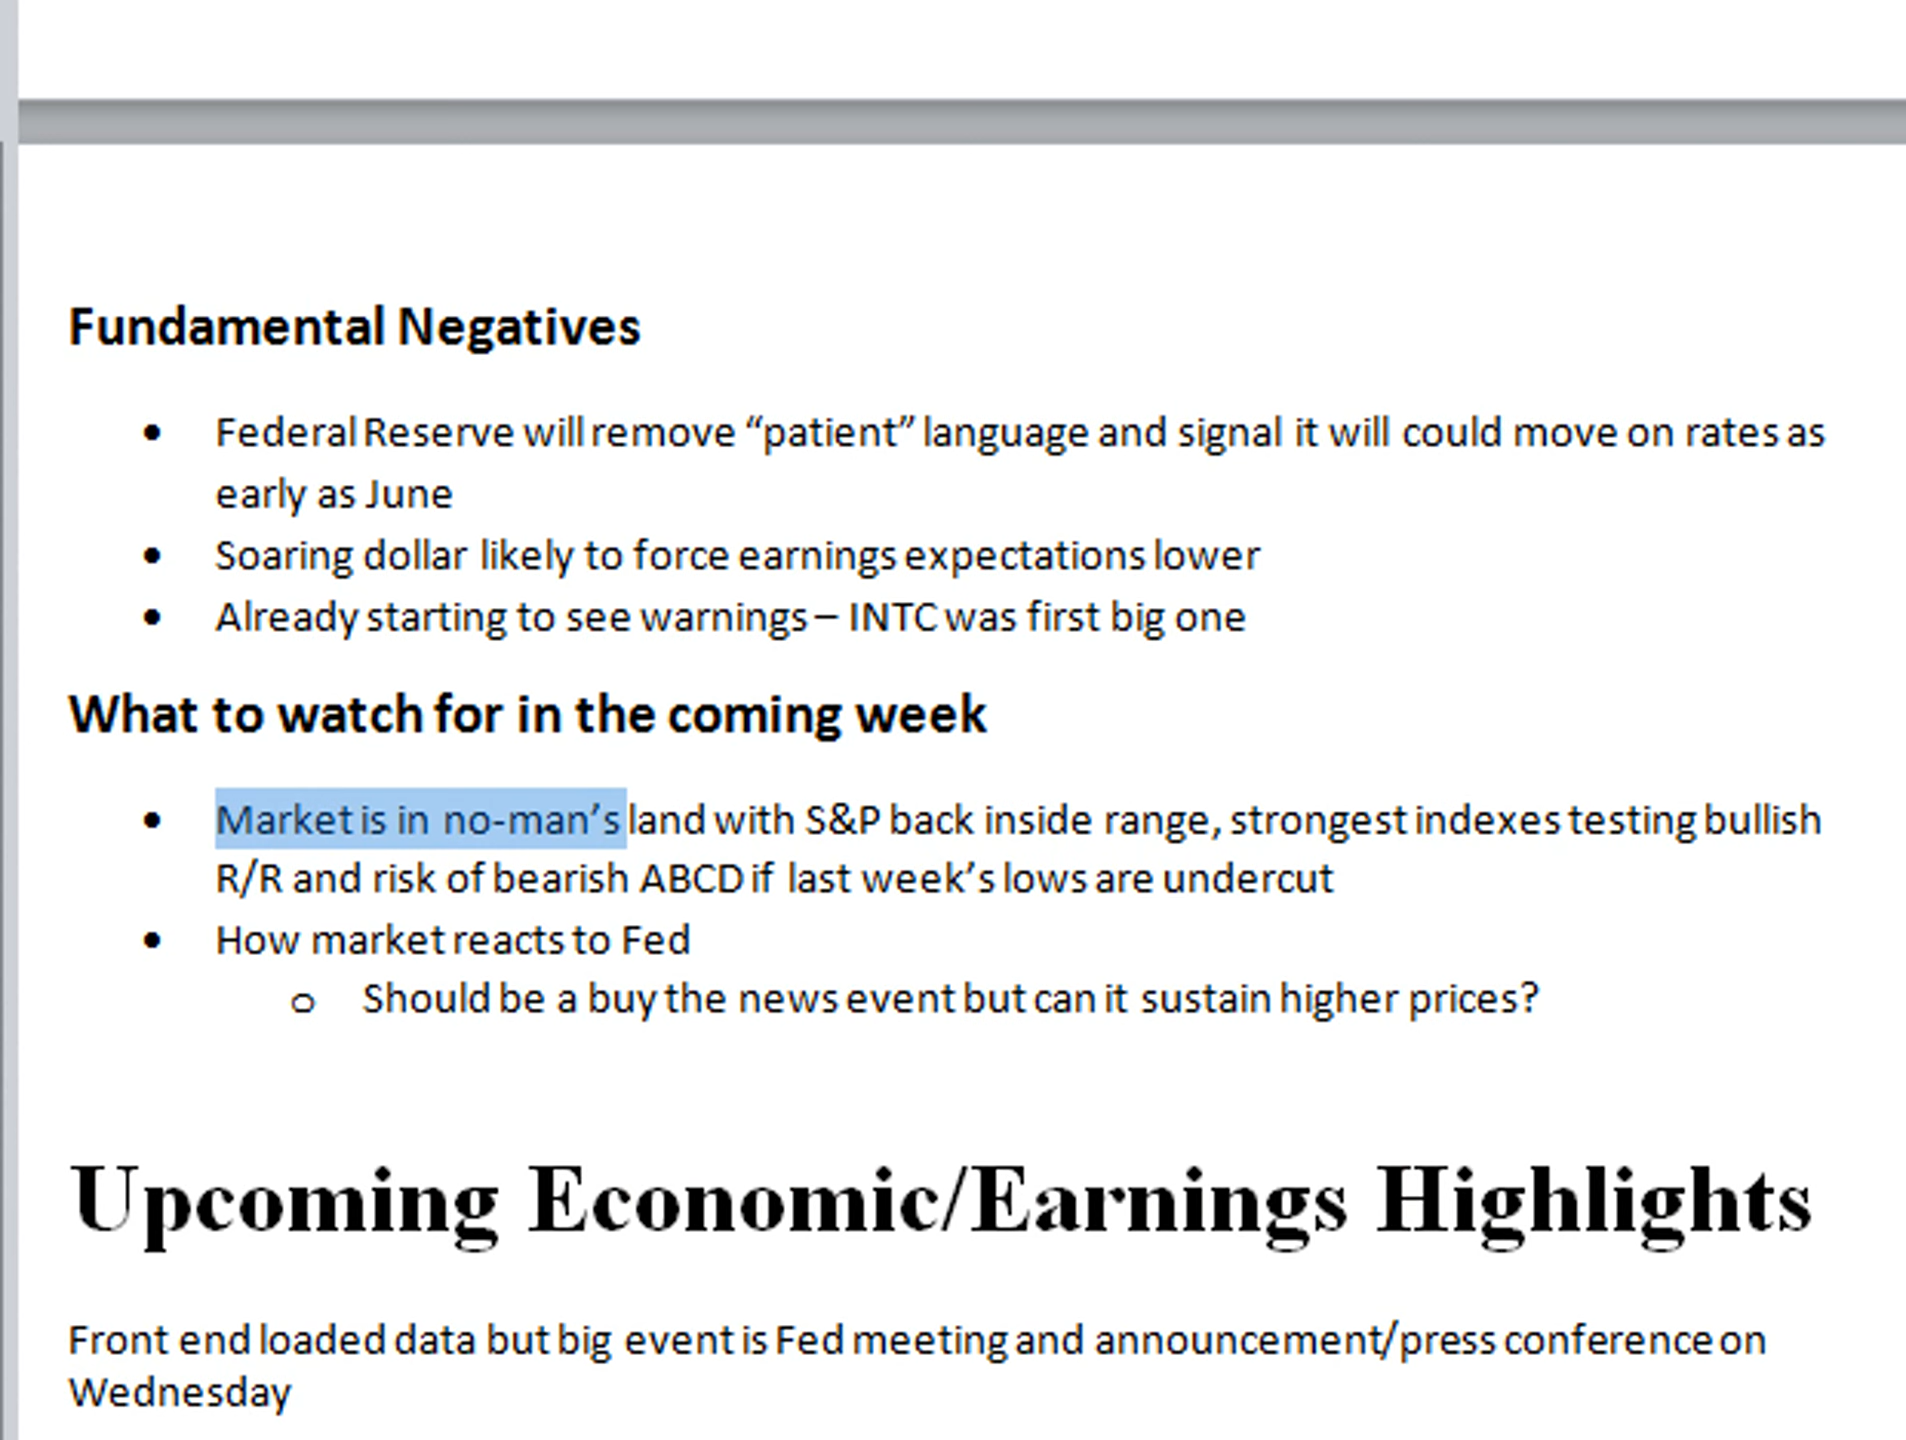 Fundamental Negatives
• Federal Reserve will remove “patient” language and signal it will could move on rates as
early as June
• Soaring dollar likely to force earnings expectations lower
• Already starting to see warnings – INTC was first big one
What to watch for in the coming week
• Market is in no-man’s land with S&P back inside range, strongest indexes testing bullish
R/R and risk of bearish ABCD if last week’s lows are undercut
• How market reacts to Fed
o Should be a buy the news event but can it sustain higher prices?
Upcoming Economic/Earnings Highlights
Front end loaded data but big event is Fed meeting and announcement/press conference on
Wednesday